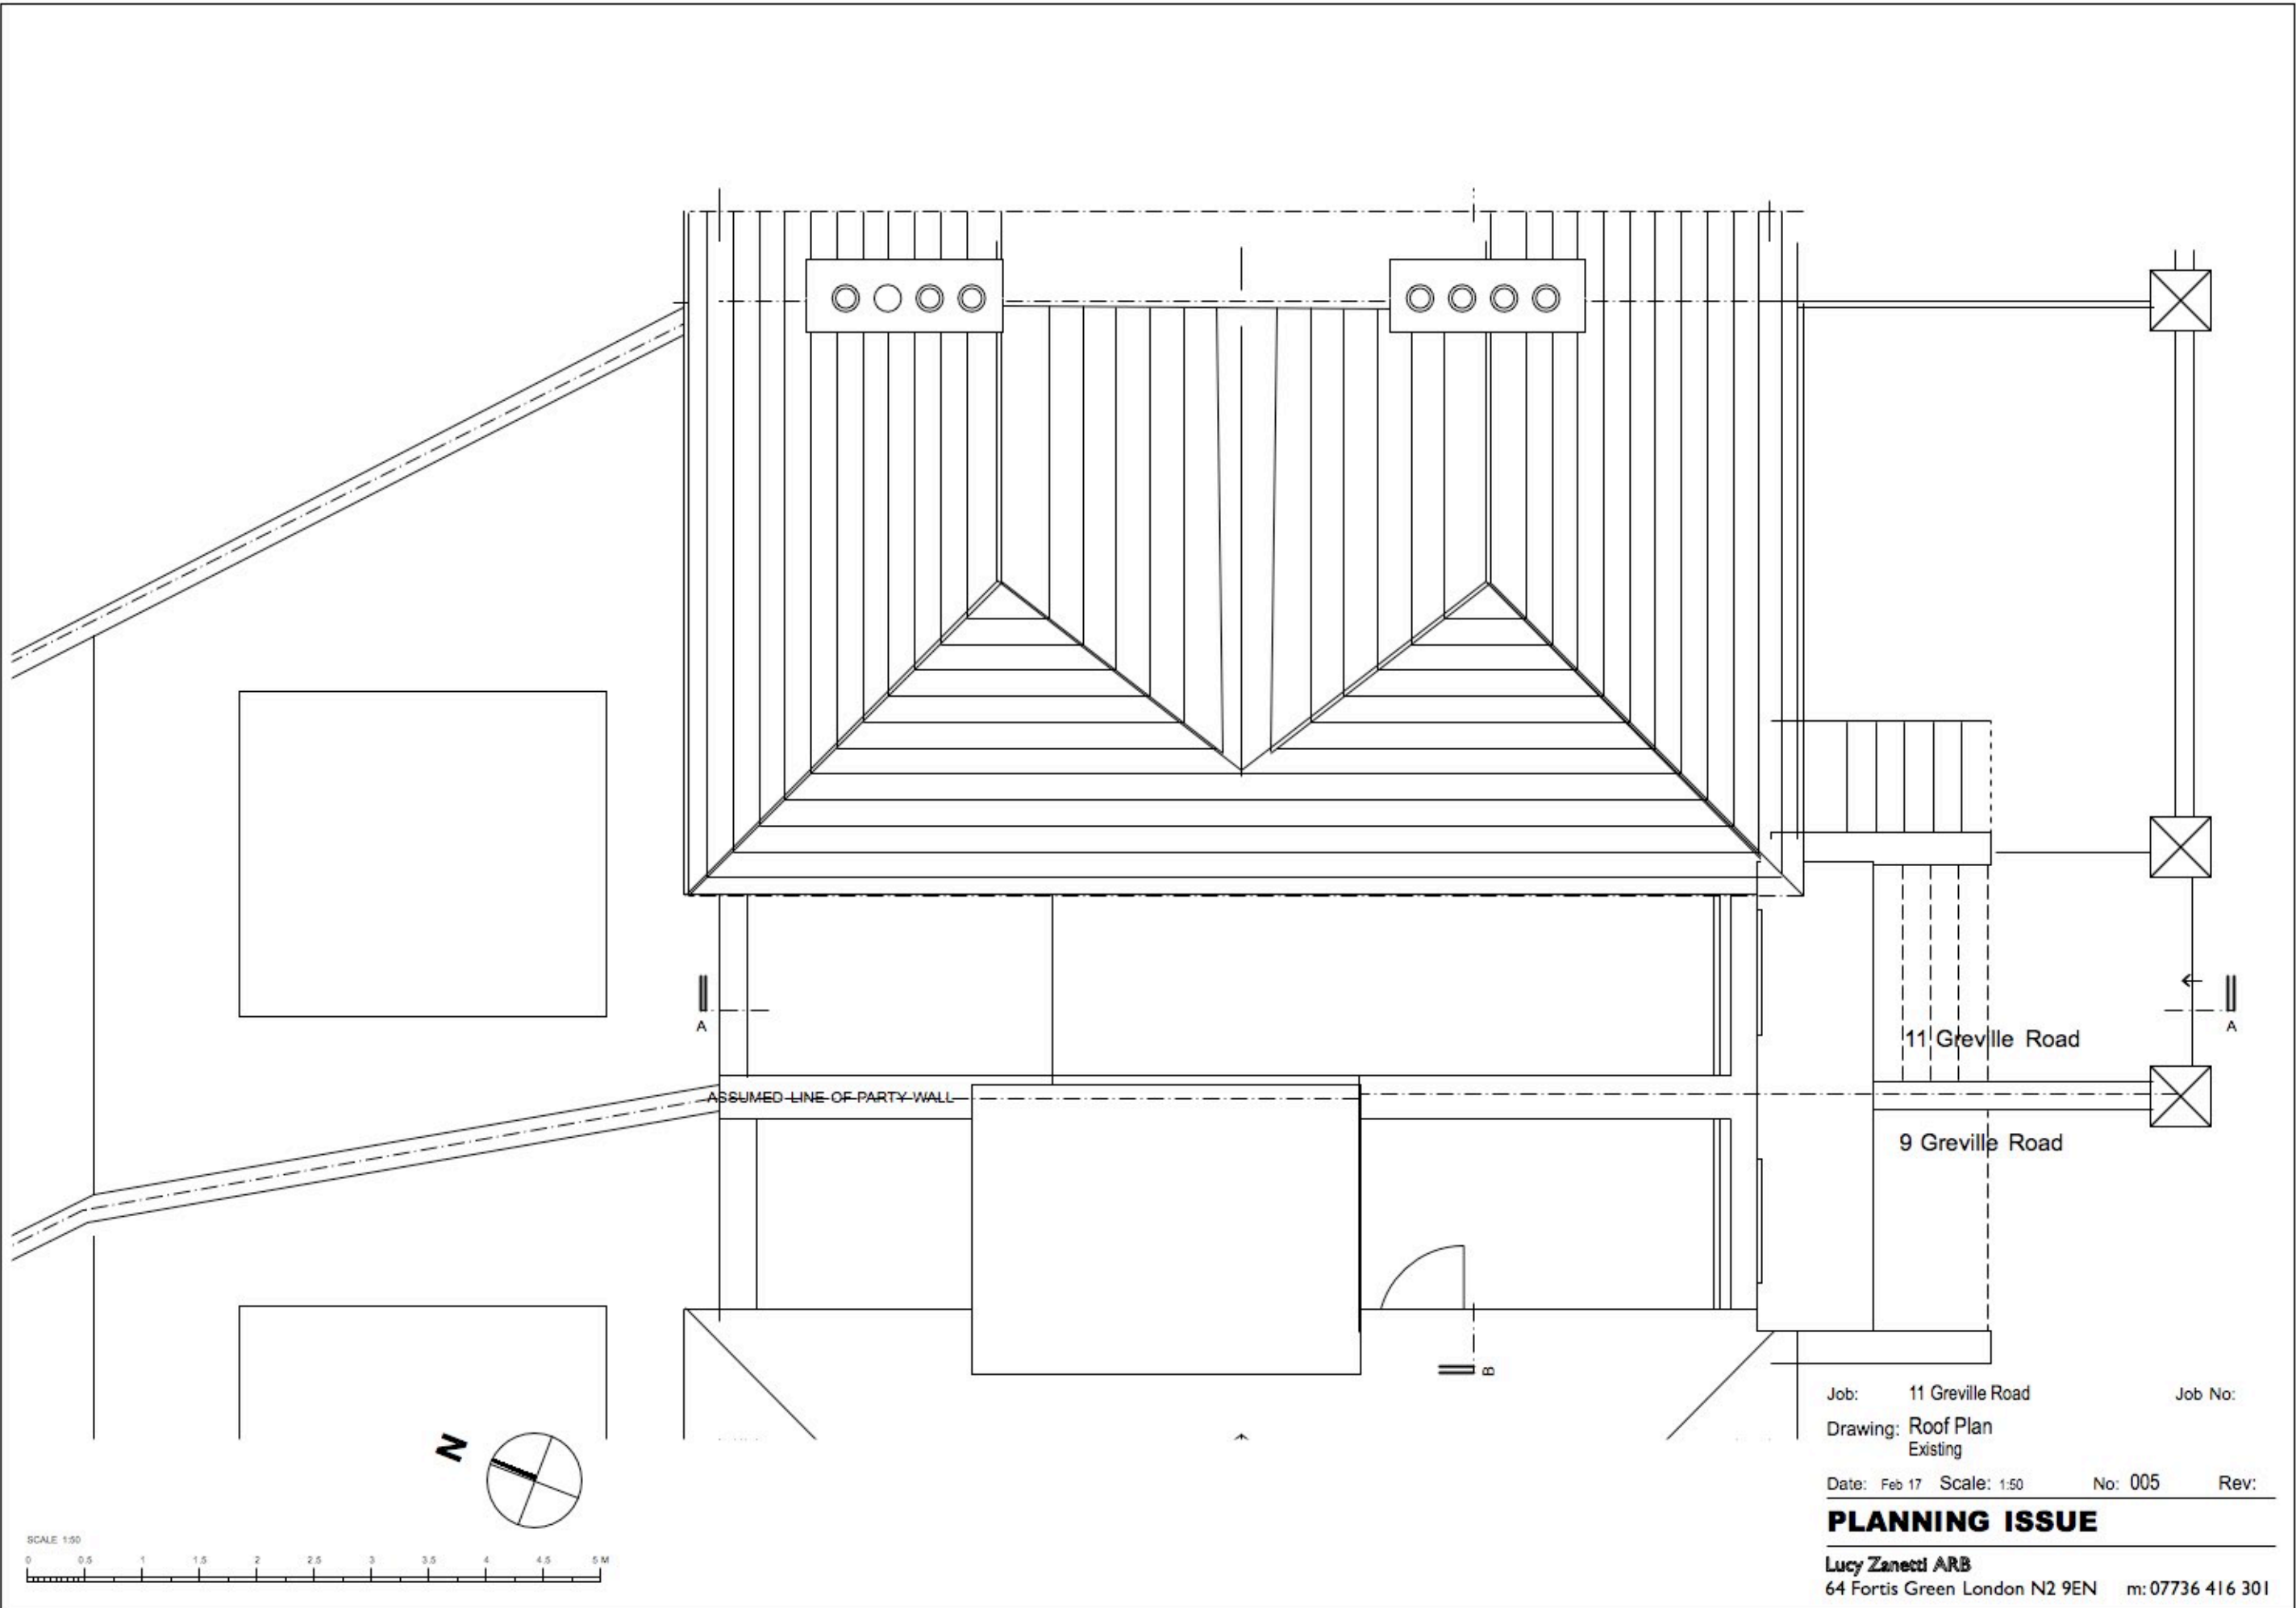 A
A
11 Greville Road
ASSUMED LINE OF PARTY WALL
9 Greville Road
B
Job: 11 Greville Road Job No:
Drawing: Roof Plan
Existing
Date: Feb 17 Scale: 1:50 No: 005 Rev:
PLANNING ISSUE
Lucy Zanetti ARB
64 Fortis Green London N2 9EN m: 07736 416 301
N
SCALE 1:50
0 0.5 1 1.5 2 2.5 3 3.5 4 4.5 5 M